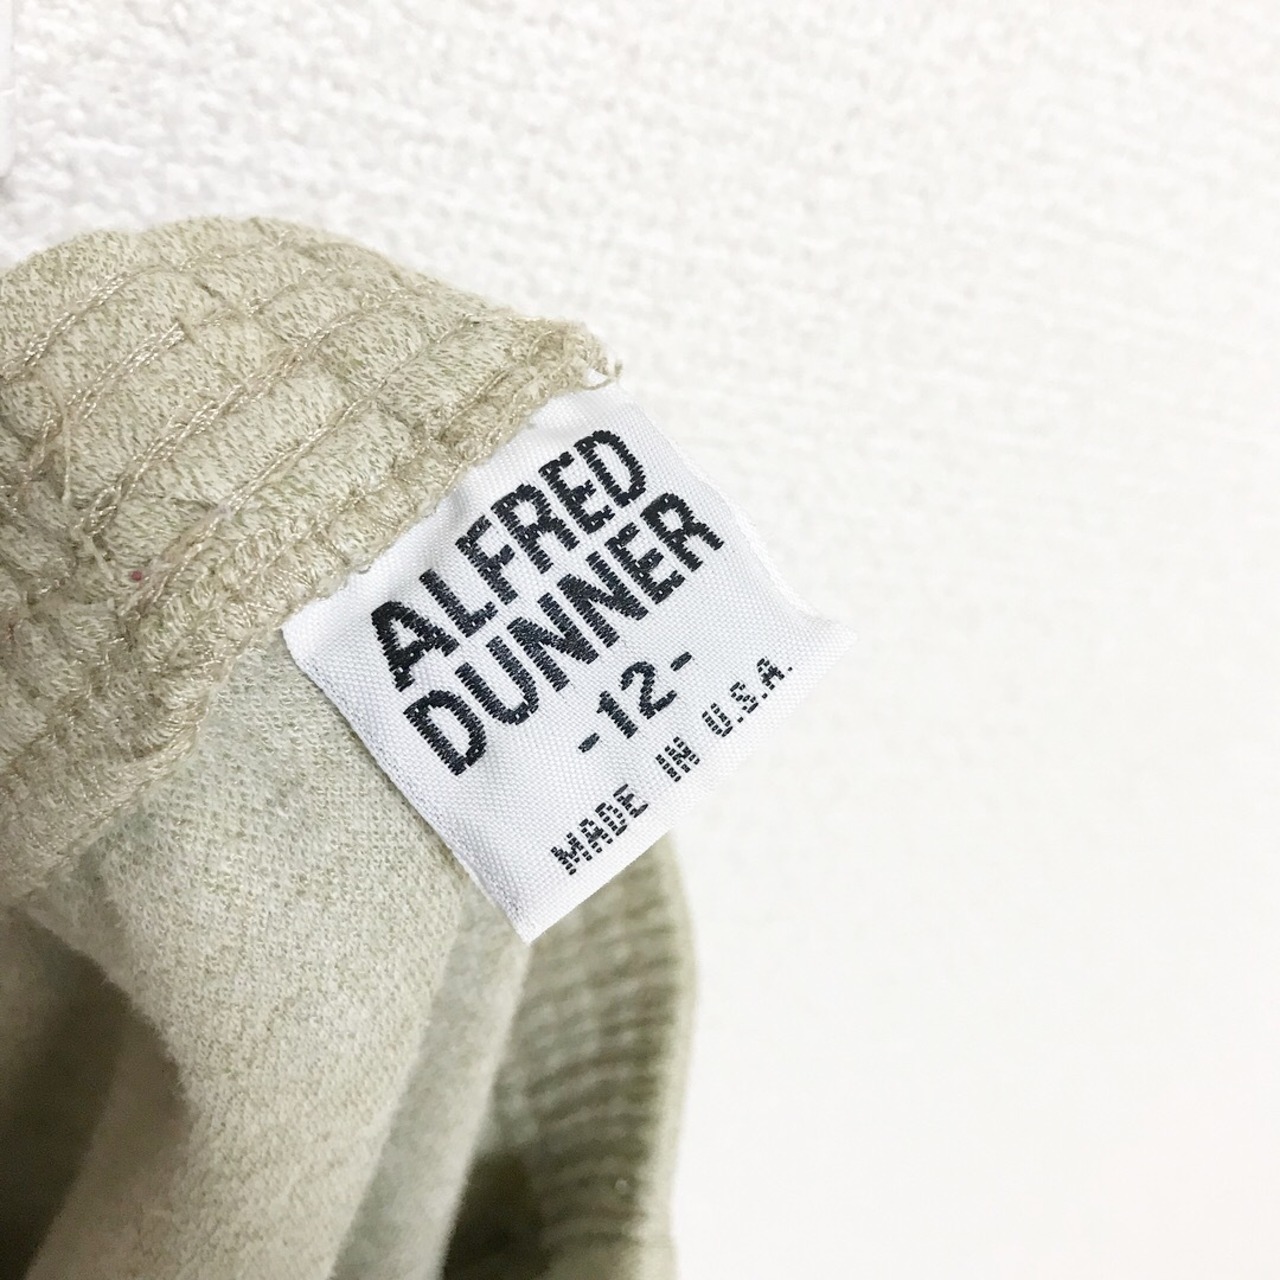 ALFRED
DUNNER
-12-
MADE IN U.S.A.